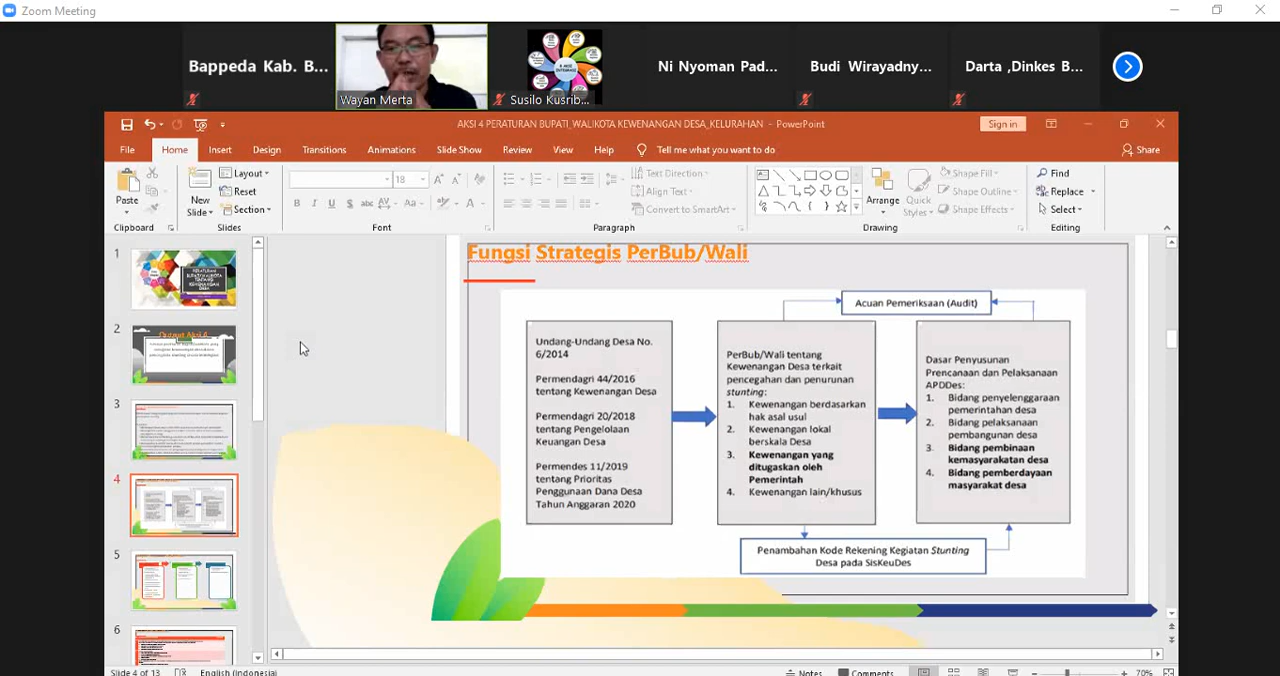 Zoom Meeting
Bappeda Kab. B...
Wayan Merta
Susilo Kusrib...
Ni Nyoman Pad...
Budi Wirayadny...
Darta ,Dinkes B...
AKSI 4 PERATURAN BUPATI_WALIKOTA KEWENANGAN DESA_KELURAHAN - PowerPoint
Sign in
File
Home
Insert
Design
Transitions
Animations
Slide Show
Review
View
Help
Tell me what you want to do
Share
Paste
New
Slide
Layout
Reset
Section
18
Text Direction
Align Text
Convert to SmartArt
Arrange
Quick
Styles
Shape Fill
Shape Outline
Shape Effects
Find
Replace
Select
Clipboard
Slides
Font
Paragraph
Drawing
Editing
1
2
3
4
5
6
Fungsi Strategis PerBub/Wali
Acuan Pemeriksaan (Audit)
Undang-Undang Desa No.
6/2014
Permendagri 44/2016
tentang Kewenangan Desa
Permendagri 20/2018
tentang Pengelolaan
Keuangan Desa
Permendes 11/2019
tentang Prioritas
Penggunaan Dana Desa
Tahun Anggaran 2020
PerBub/Wali tentang
Kewenangan Desa terkait
pencegahan dan penurunan
stunting:
1. Kewenangan berdasarkan
hak asal usul
2. Kewenangan lokal
berskala Desa
3. Kewenangan yang
ditugaskan oleh
Pemerintah
4. Kewenangan lain/khusus
Dasar Penyusunan
Prencanaan dan Pelaksanaan
APDDes:
1. Bidang penyelenggaraan
pemerintahan desa
2. Bidang pelaksanaan
pembangunan desa
3. Bidang pembinaan
kemasyarakatan desa
4. Bidang pemberdayaan
masyarakat desa
Penambahan Kode Rekening Kegiatan Stunting
Desa pada SisKeuDes
Slide 4 of 13
English (Indonesia)
Notes
Comments
70%